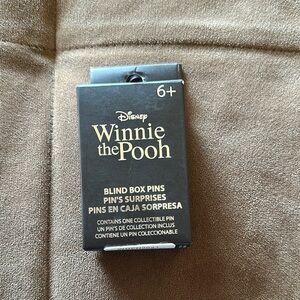 6+
Disney
Winnie
the Pooh
BLIND BOX PINS
PIN'S SURPRISES
PINS EN CAJA SORPRESA
CONTAINS ONE COLLECTIBLE PIN
UN PIN'S DE COLLECTION INCLUS
CONTIENE UN PIN COLECCIONABLE